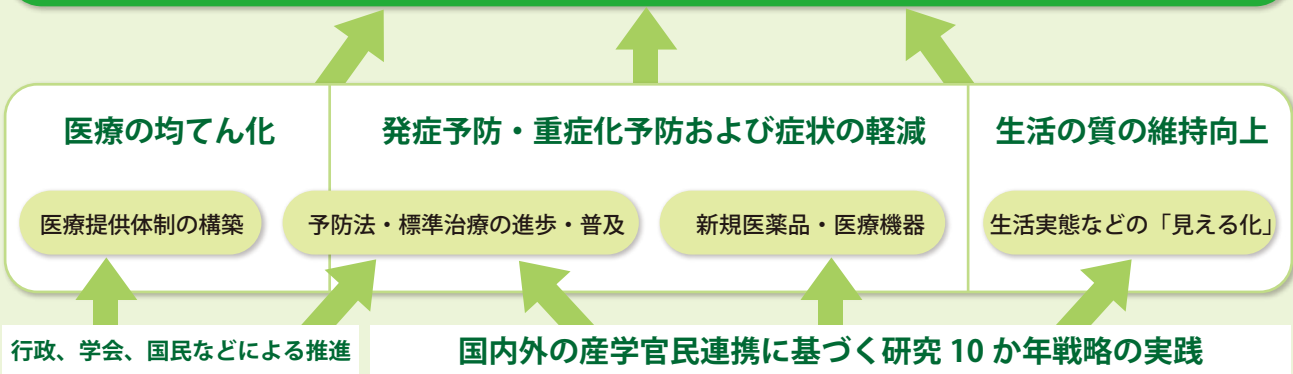 医療の均てん化
発症予防・重症化予防および症状の軽減
生活の質の維持向上
医療提供体制の構築
予防法・標準治療の進歩・普及
新規医薬品・医療機器
生活実態などの「見える化」
行政、学会、国民などによる推進
国内外の産学官民連携に基づく研究 10 か年戦略の実践